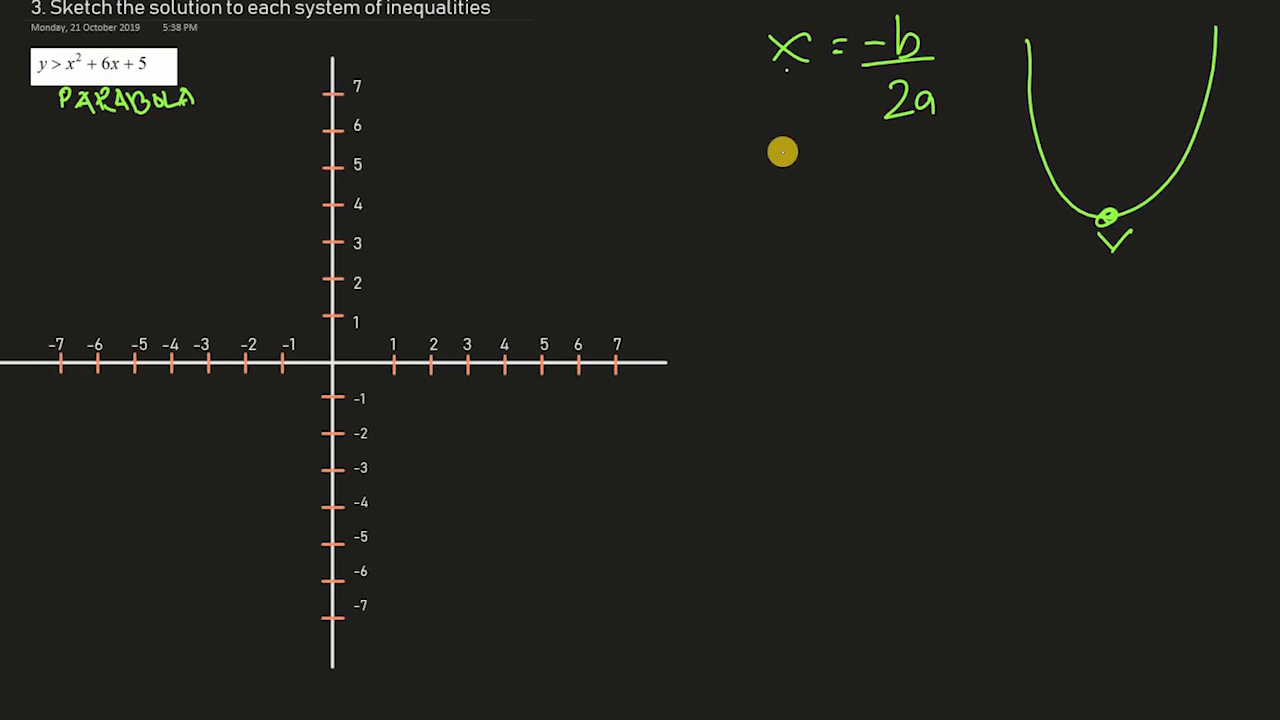 3. Sketch the solution to each system of inequalities
Monday, 21 October 2019 5:38 PM
y > x² + 6x + 5
PARABOLA
x = -b / 2a
V
7
6
5
4
3
2
1
-7 -6 -5 -4 -3 -2 -1 1 2 3 4 5 6 7
-1
-2
-3
-4
-5
-6
-7